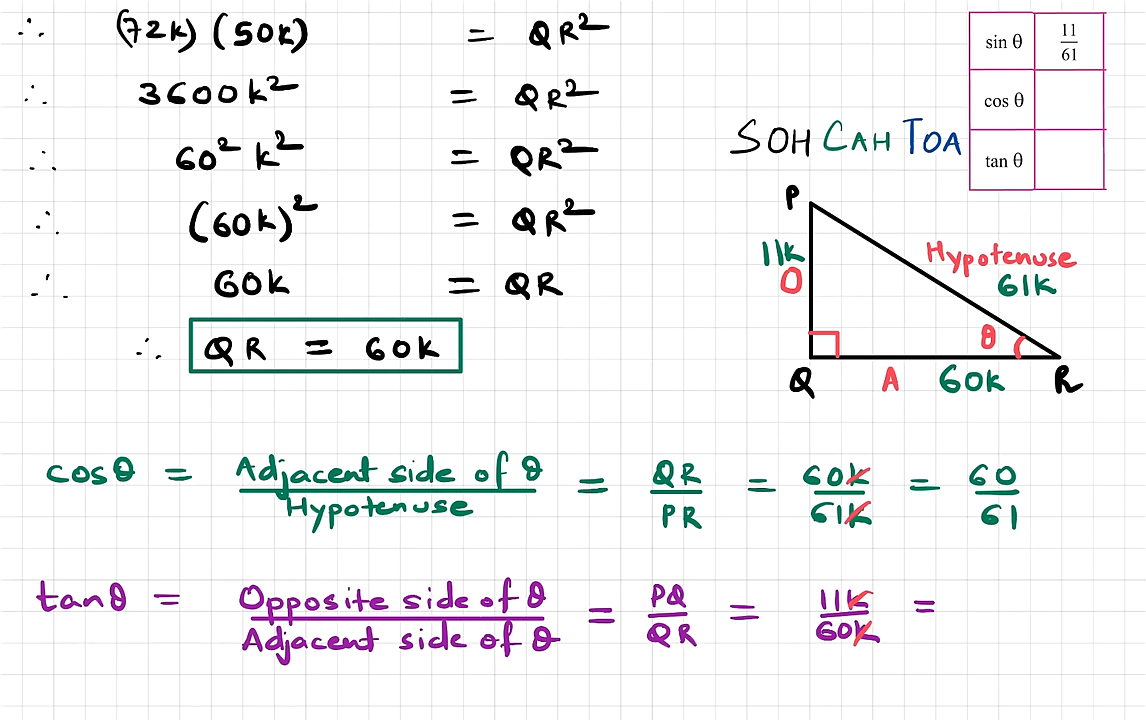 ∴ (72k) (50k) = QR²
∴ 3600k² = QR²
∴ 60² k² = QR²
∴ (60k)² = QR²
∴ 60k = QR
∴ QR = 60k
sin θ 11/61
cos θ
tan θ
SOH CAH TOA
P
11k
O
Hypotenuse
61k
θ
Q A 60k R
cosθ = Adjacent side of θ / Hypotenuse = QR/PR = 60k/61k = 60/61
tanθ = Opposite side of θ / Adjacent side of θ = PQ/QR = 11k/60k =